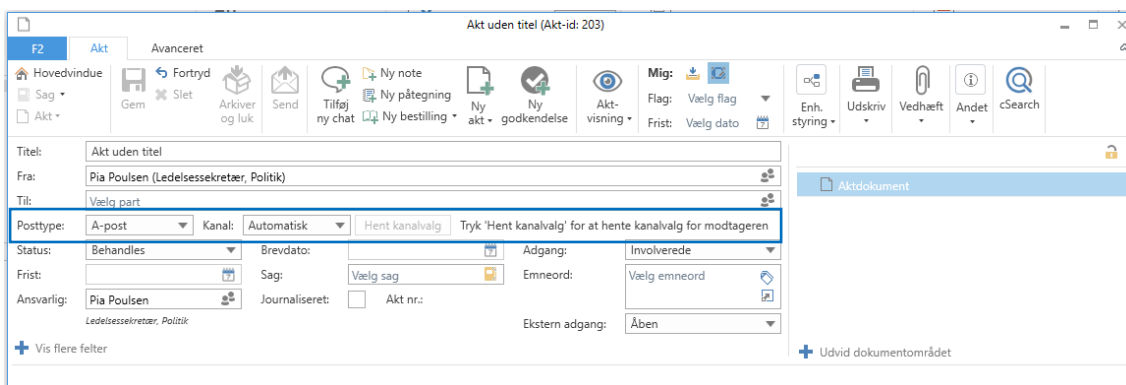 Akt uden titel (Akt-id: 203)
F2 Akt Avanceret
Hovedvindue
Sag
Akt
Gem
Fortryd
Slet
Arkiver
og luk
Send
Tilføj
ny chat
Ny note
Ny påtegning
Ny bestilling
Ny
akt
Ny
godkendelse
Akt-
visning
Mig:
Flag: Vælg flag
Frist: Vælg dato
Enh.
styring
Udskriv
Vedhæft
Andet
cSearch
Titel: Akt uden titel
Fra: Pia Poulsen (Ledelsessekretær, Politik)
Til: Vælg part
Posttype: A-post Kanal: Automatisk Hent kanalvalg Tryk 'Hent kanalvalg' for at hente kanalvalg for modtageren
Status: Behandles Brevdato: Adgang: Involverede
Frist: Sag: Vælg sag Emneord: Vælg emneord
Ansvarlig: Pia Poulsen Journaliseret: Akt nr.:
Ledelsessekretær, Politik
Ekstern adgang: Åben
Vis flere felter
Aktdokument
Udvid dokumentområdet